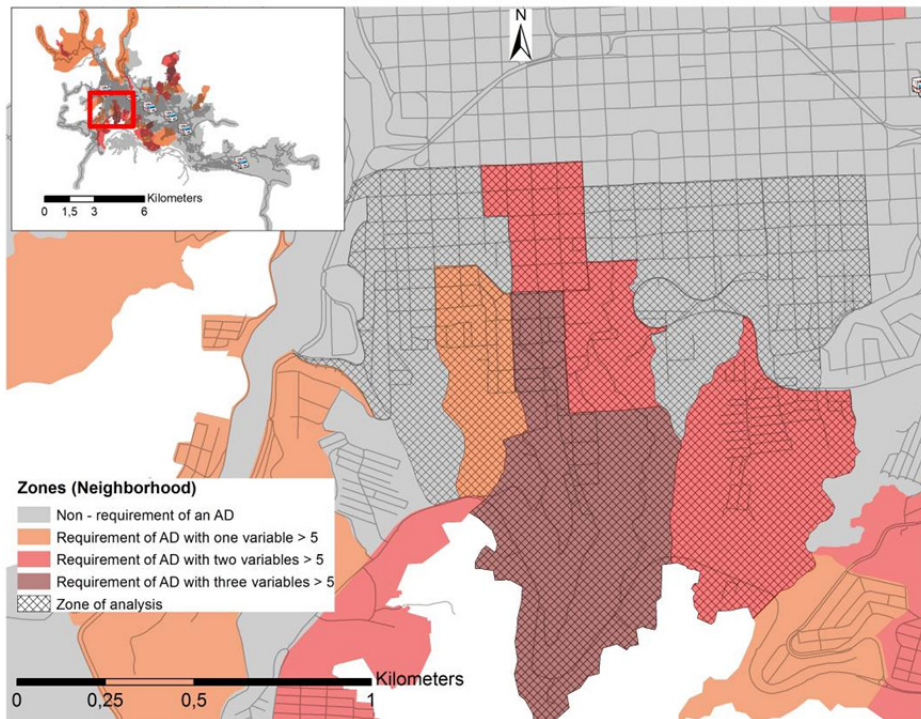 N
Kilometers
0 1,5 3 6
Zones (Neighborhood)
Non - requirement of an AD
Requirement of AD with one variable > 5
Requirement of AD with two variables > 5
Requirement of AD with three variables > 5
Zone of analysis
Kilometers
0 0,25 0,5 1